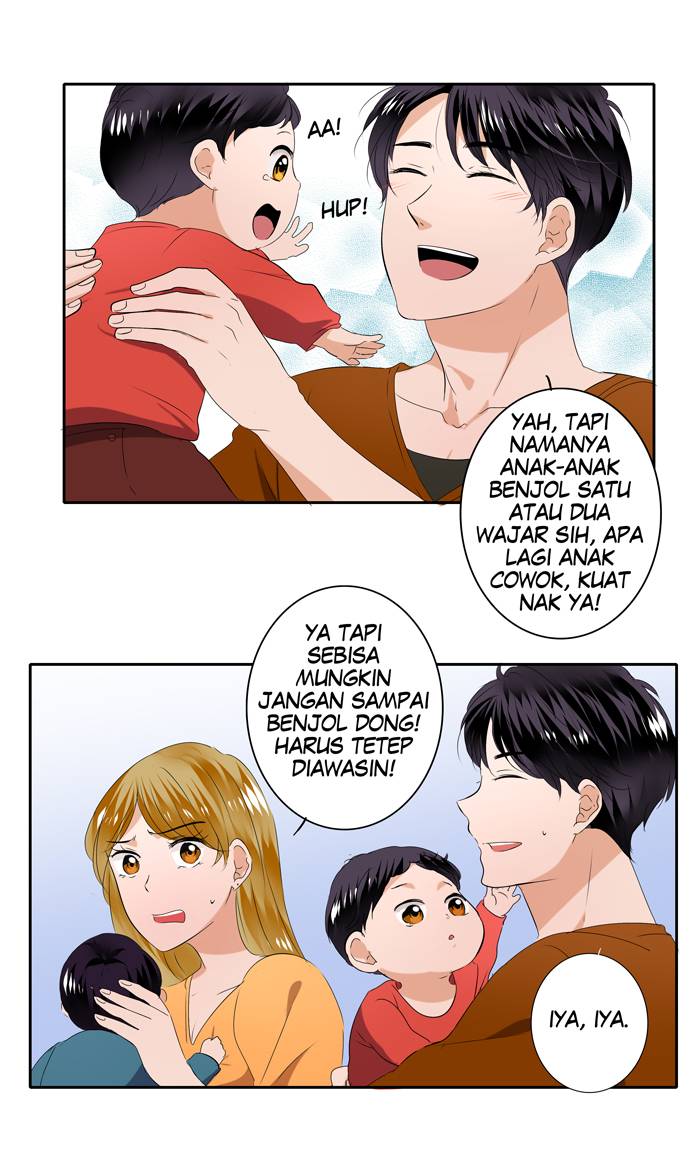 AA!
HUP!
YAH, TAPI
NAMANYA
ANAK-ANAK
BENJOL SATU
ATAU DUA
WAJAR SIH, APA
LAGI ANAK
COWOK, KUAT
NAK YA!
YA TAPI
SEBISA
MUNGKIN
JANGAN SAMPAI
BENJOL DONG!
HARUS TETEP
DIAWASIN!
IYA, IYA.